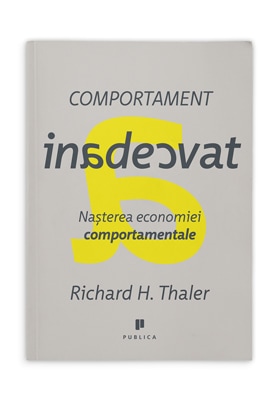 COMPORTAMENT
inadecvat
Nașterea economiei
comportamentale
Richard H. Thaler
PUBLICA